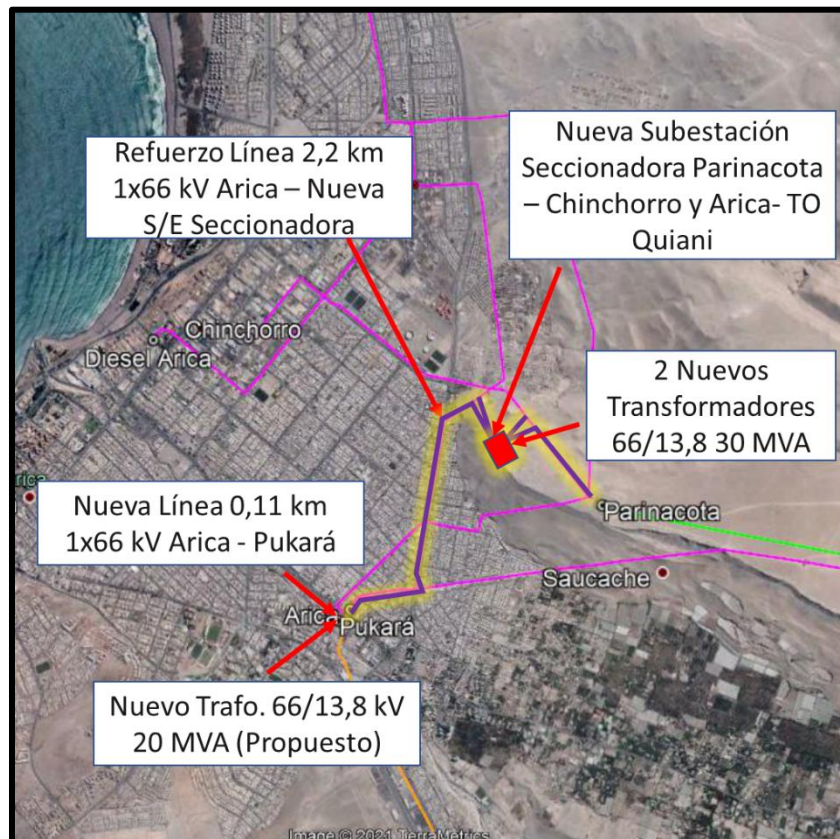 Refuerzo Línea 2,2 km
1x66 kV Arica – Nueva
S/E Seccionadora
Nueva Subestación
Seccionadora Parinacota
– Chinchorro y Arica- TO
Quiani
Chinchorro
Diesel Arica
2 Nuevos
Transformadores
66/13,8 30 MVA
Nueva Línea 0,11 km
1x66 kV Arica - Pukará
Parinacota
Saucache
Arica
Pukará
Nuevo Trafo. 66/13,8 kV
20 MVA (Propuesto)
Image © 2021 TerraMetrics